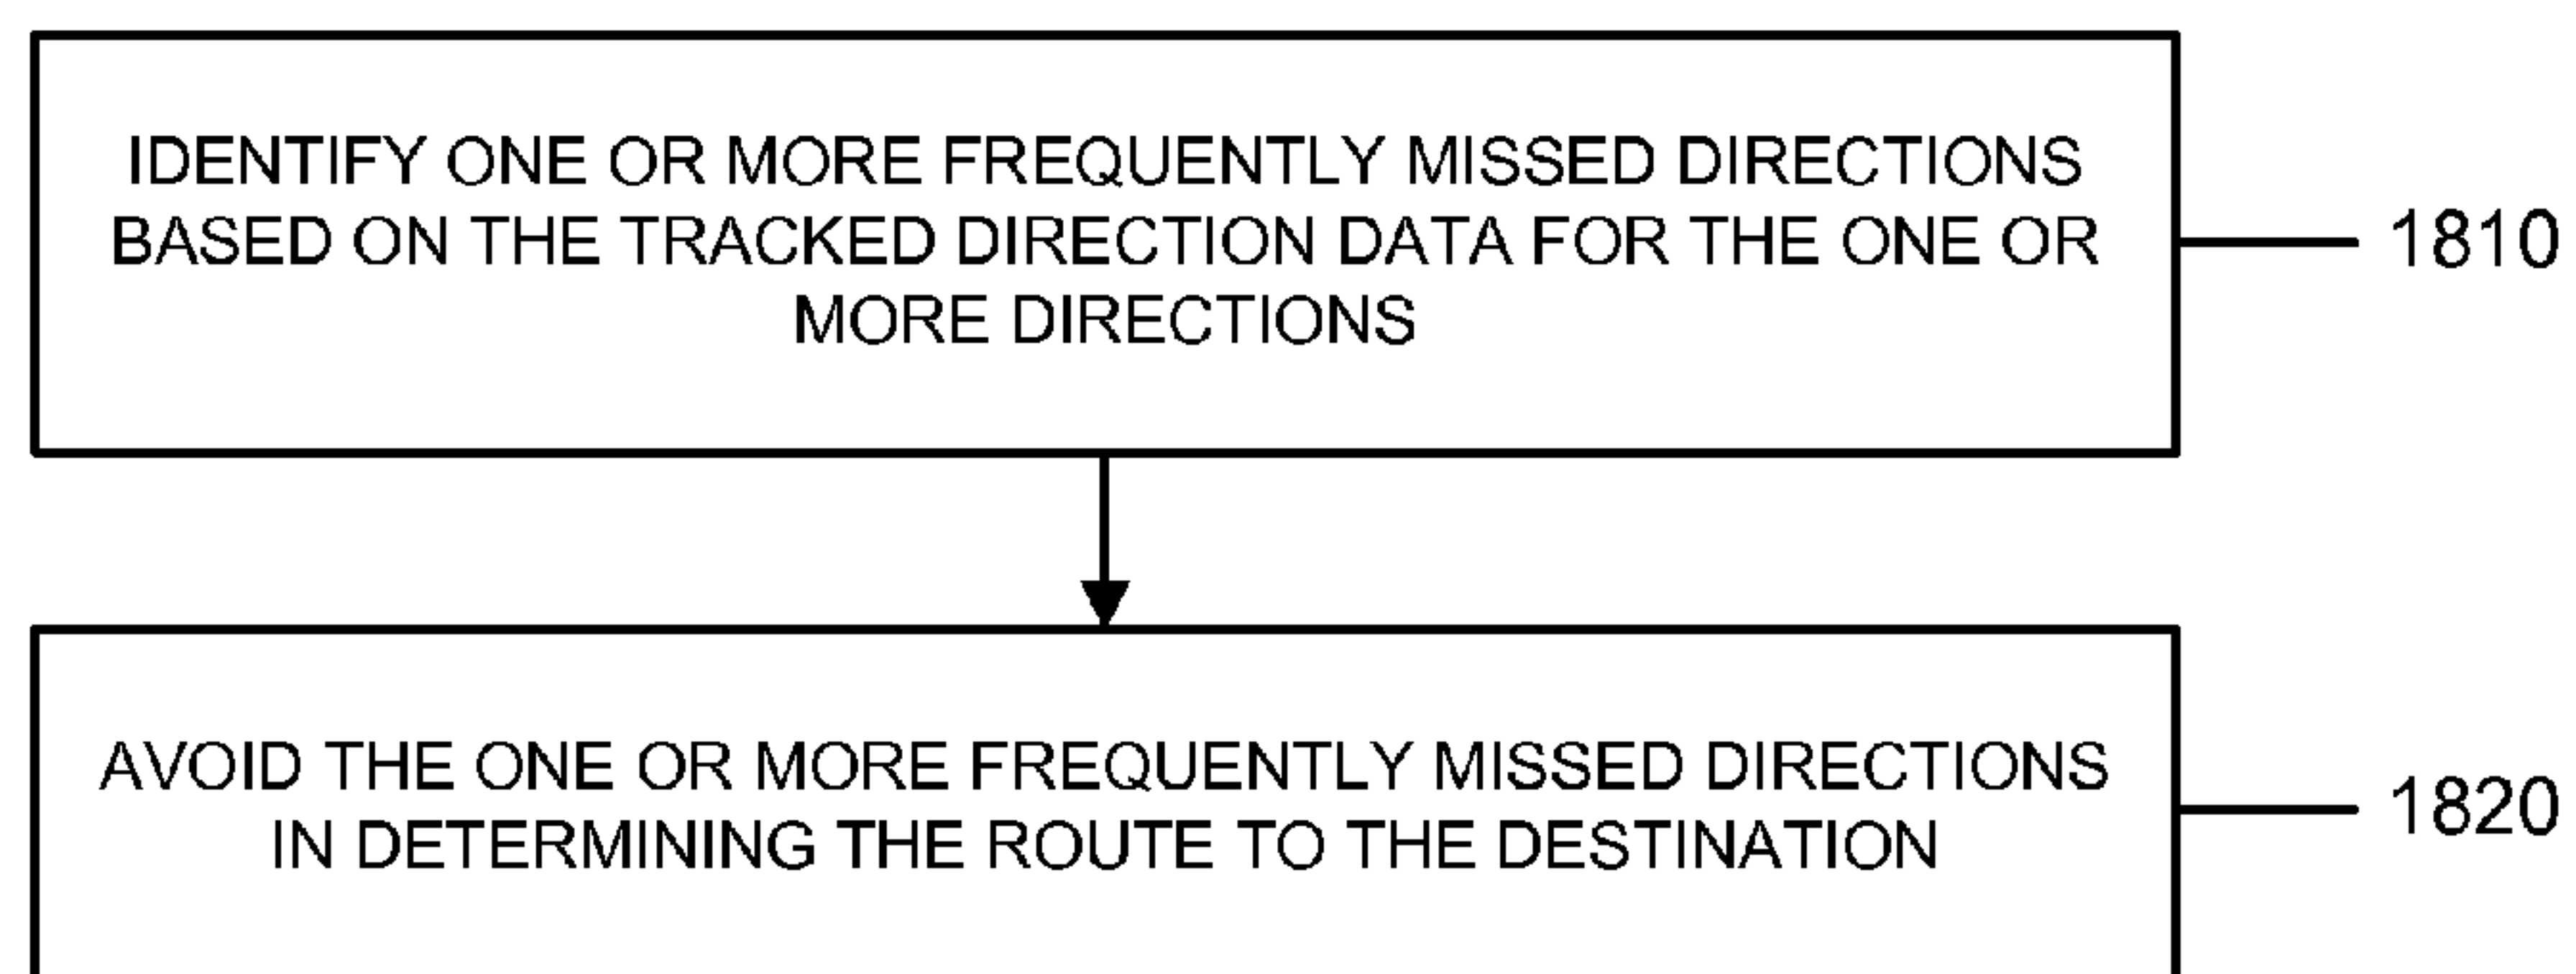 IDENTIFY ONE OR MORE FREQUENTLY MISSED DIRECTIONS
BASED ON THE TRACKED DIRECTION DATA FOR THE ONE OR
MORE DIRECTIONS
1810
AVOID THE ONE OR MORE FREQUENTLY MISSED DIRECTIONS
IN DETERMINING THE ROUTE TO THE DESTINATION
1820